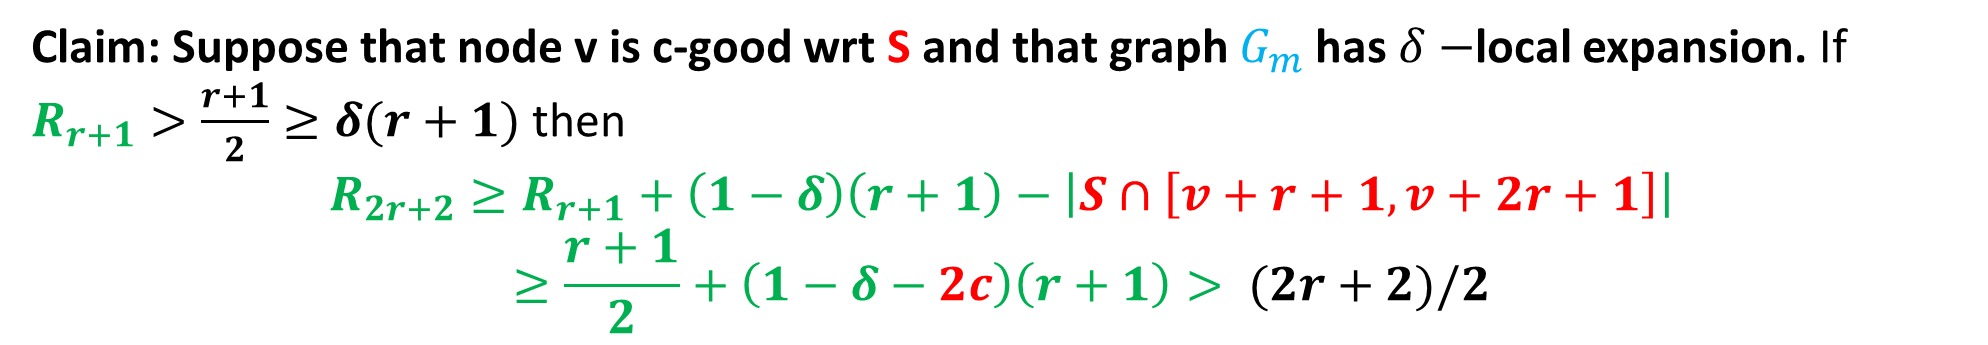 Claim: Suppose that node v is c-good wrt S and that graph G_m has δ −local expansion. If
R_{r+1} > \frac{r+1}{2} ≥ δ(r + 1) then
R_{2r+2} ≥ R_{r+1} + (1 − δ)(r + 1) − |S ∩ [v + r + 1, v + 2r + 1]|
≥ \frac{r + 1}{2} + (1 − δ − 2c)(r + 1) > (2r + 2)/2